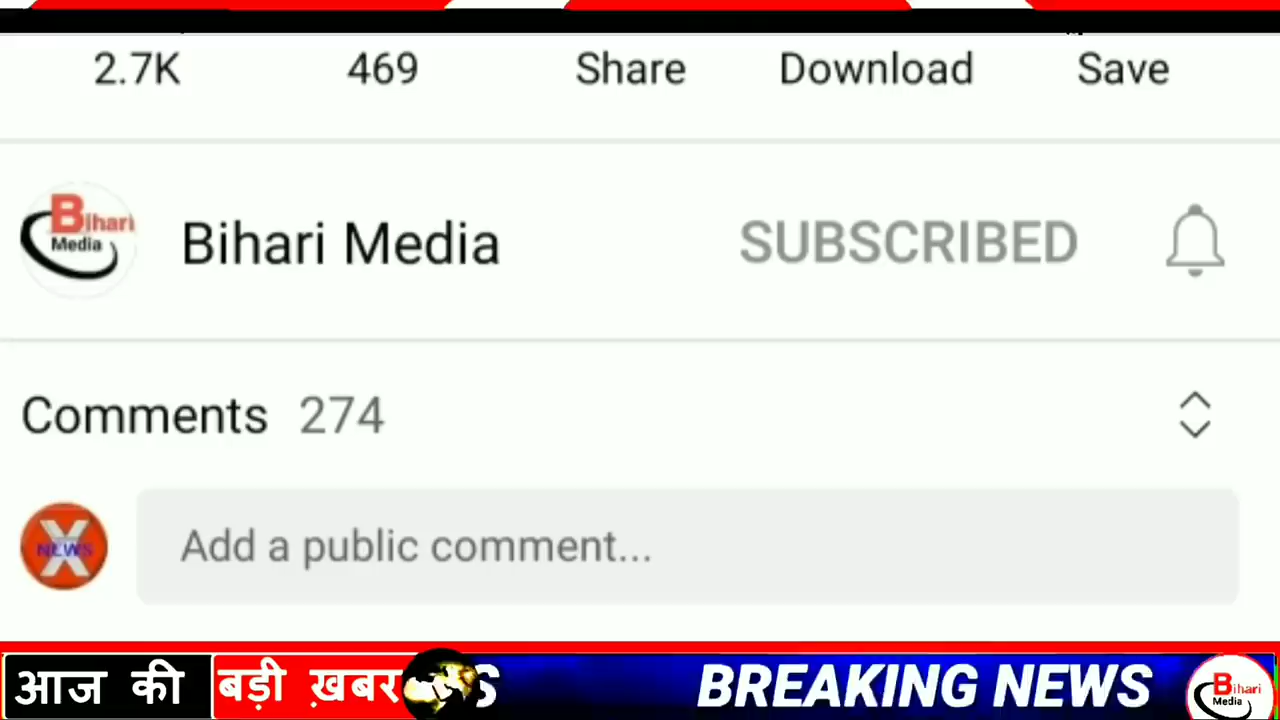 2.7K 469 Share Download Save
Bihari Media
Bihari Media SUBSCRIBED
Comments 274
X NEWS
Add a public comment...
आज की बड़ी ख़बर S BREAKING NEWS
Bihari Media